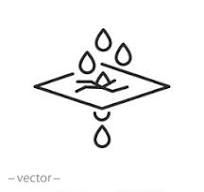 – vector –